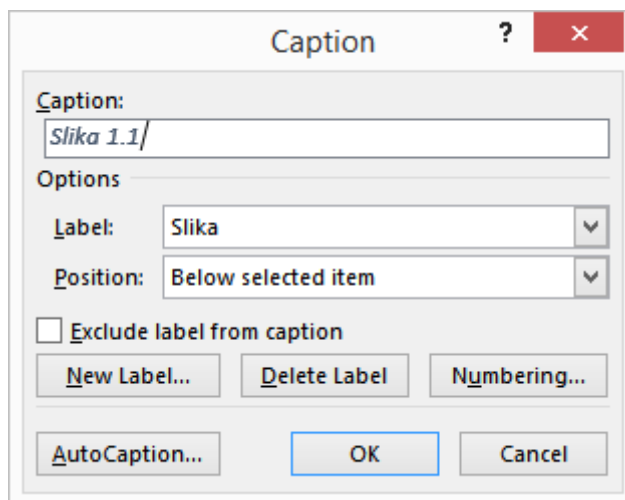 Caption ?
Caption:
Slika 1.1
Options
Label: Slika
Position: Below selected item
Exclude label from caption
New Label... Delete Label Numbering...
AutoCaption... OK Cancel